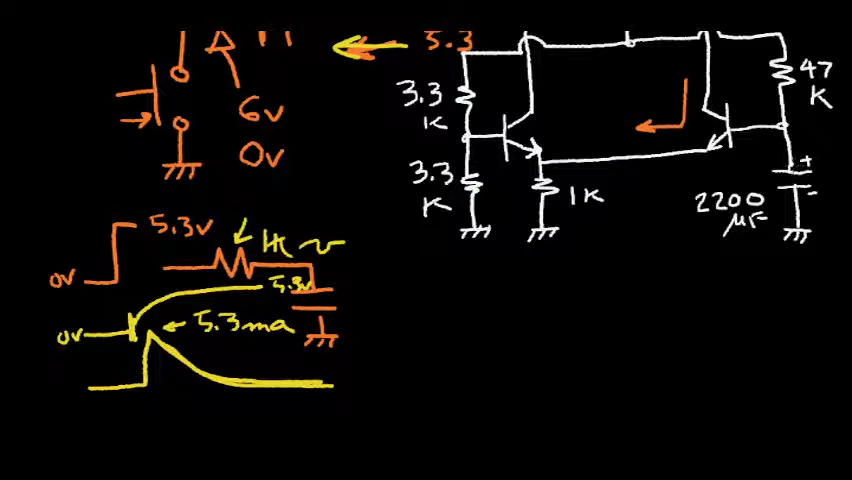 5.3
6v
0v
5.3v
0v
1K
5.3v
0v
5.3ma
3.3
K
3.3
K
1K
47
K
2200
µF
+
-